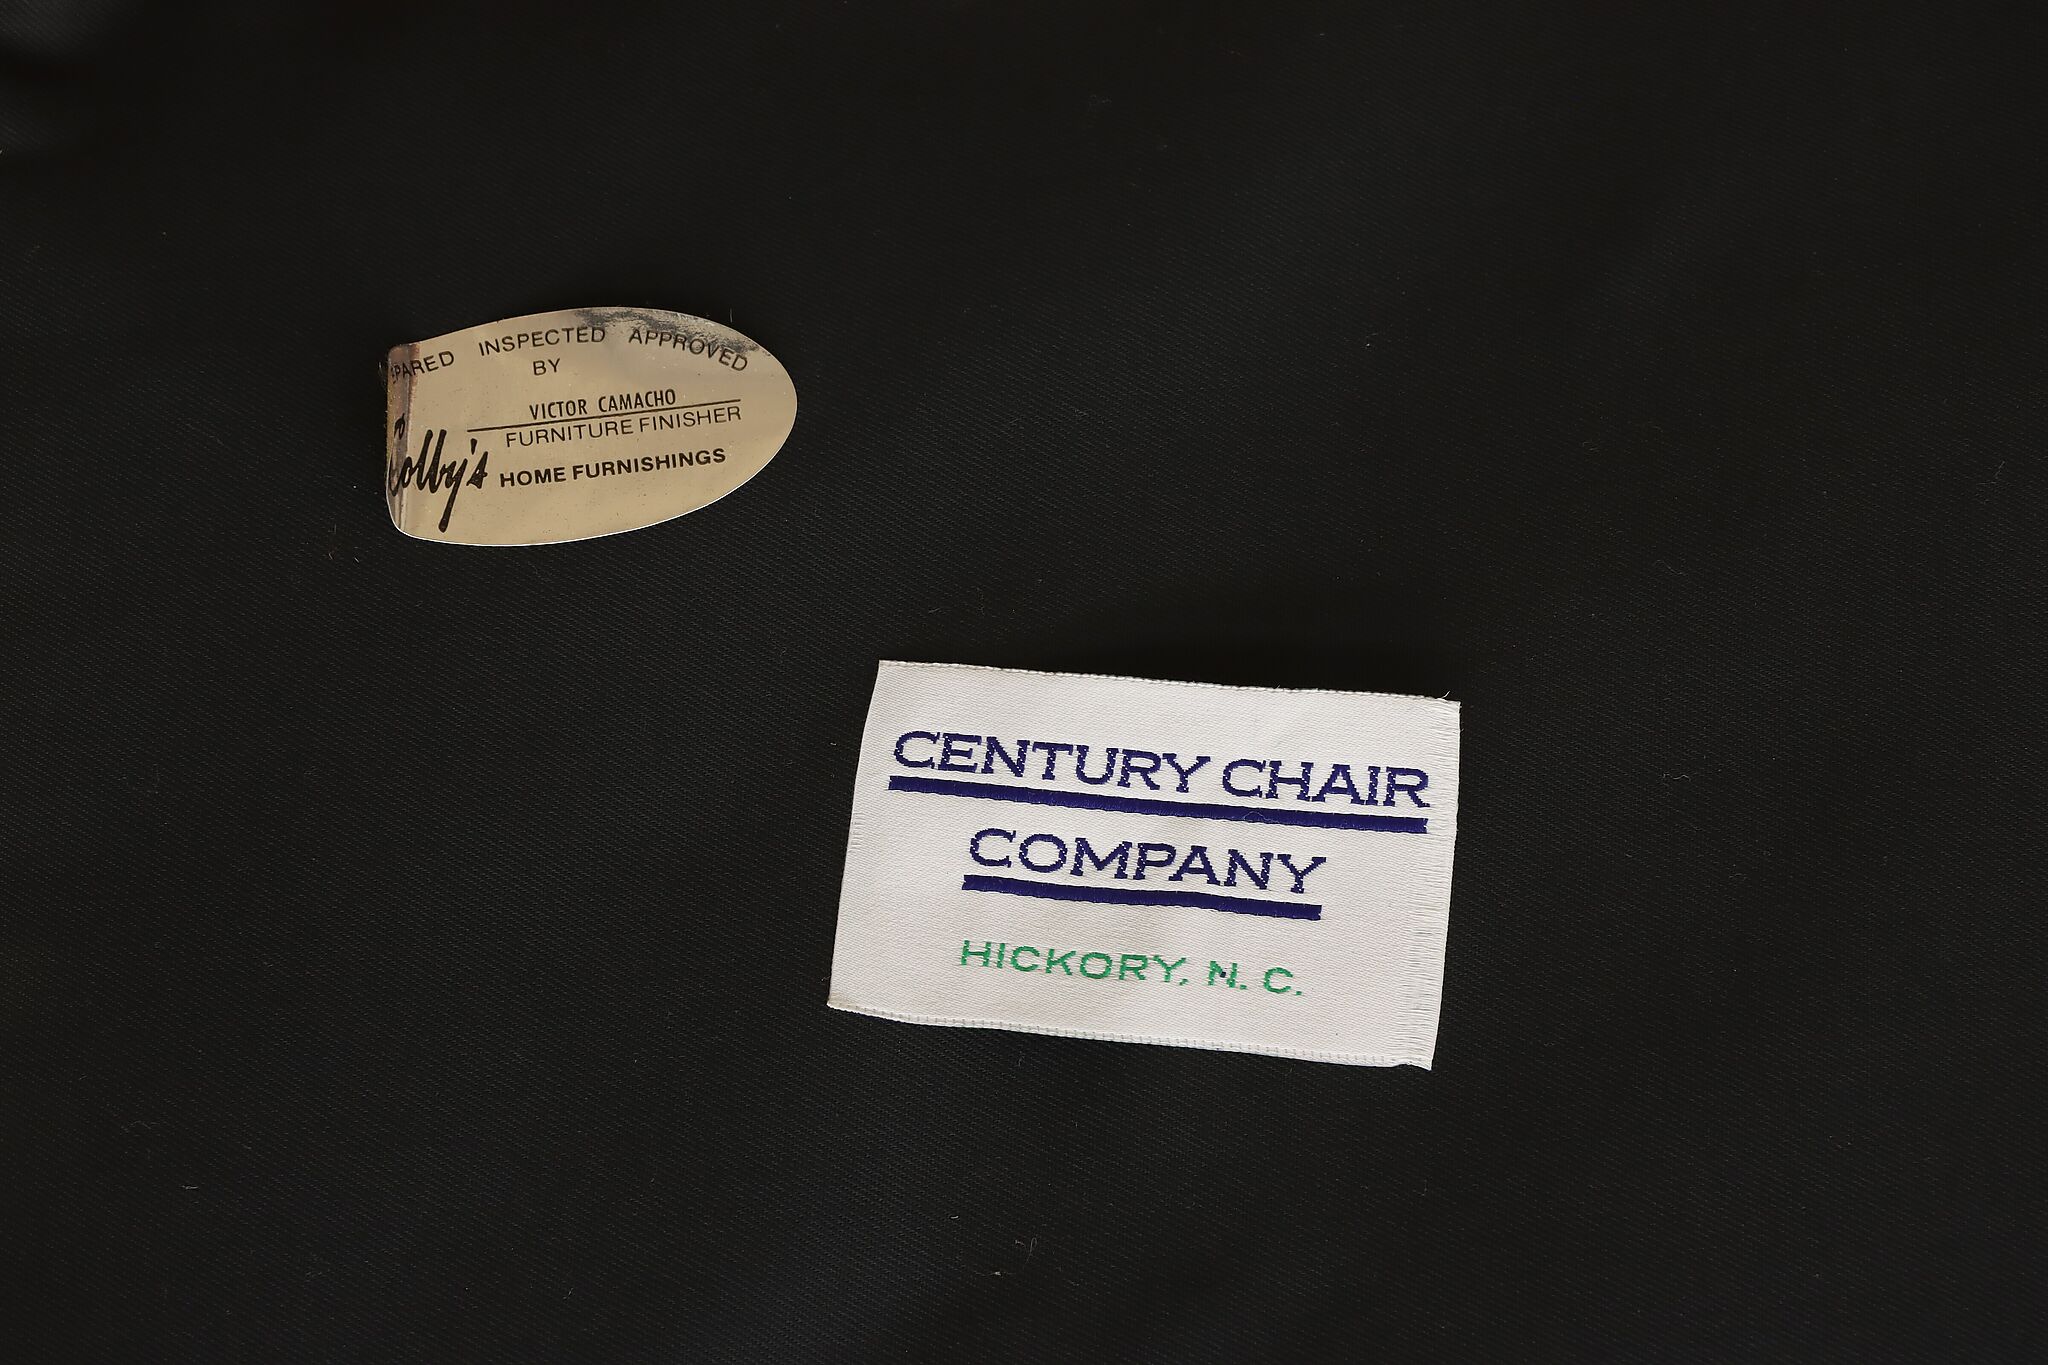 PARED INSPECTED APPROVED
BY
VICTOR CAMACHO
FURNITURE FINISHER
Colby's HOME FURNISHINGS
CENTURY CHAIR
COMPANY
HICKORY, N. C.